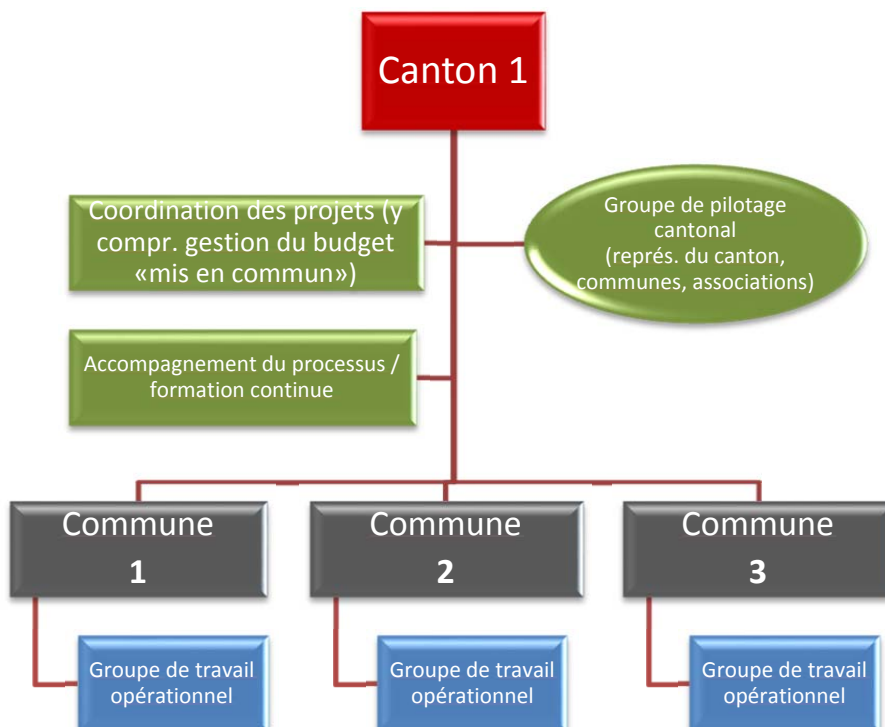 Canton 1
Coordination des projets (y
compr. gestion du budget
«mis en commun»)
Groupe de pilotage
cantonal
(représ. du canton,
communes, associations)
Accompagnement du processus /
formation continue
Commune
1
Commune
2
Commune
3
Groupe de travail
opérationnel
Groupe de travail
opérationnel
Groupe de travail
opérationnel